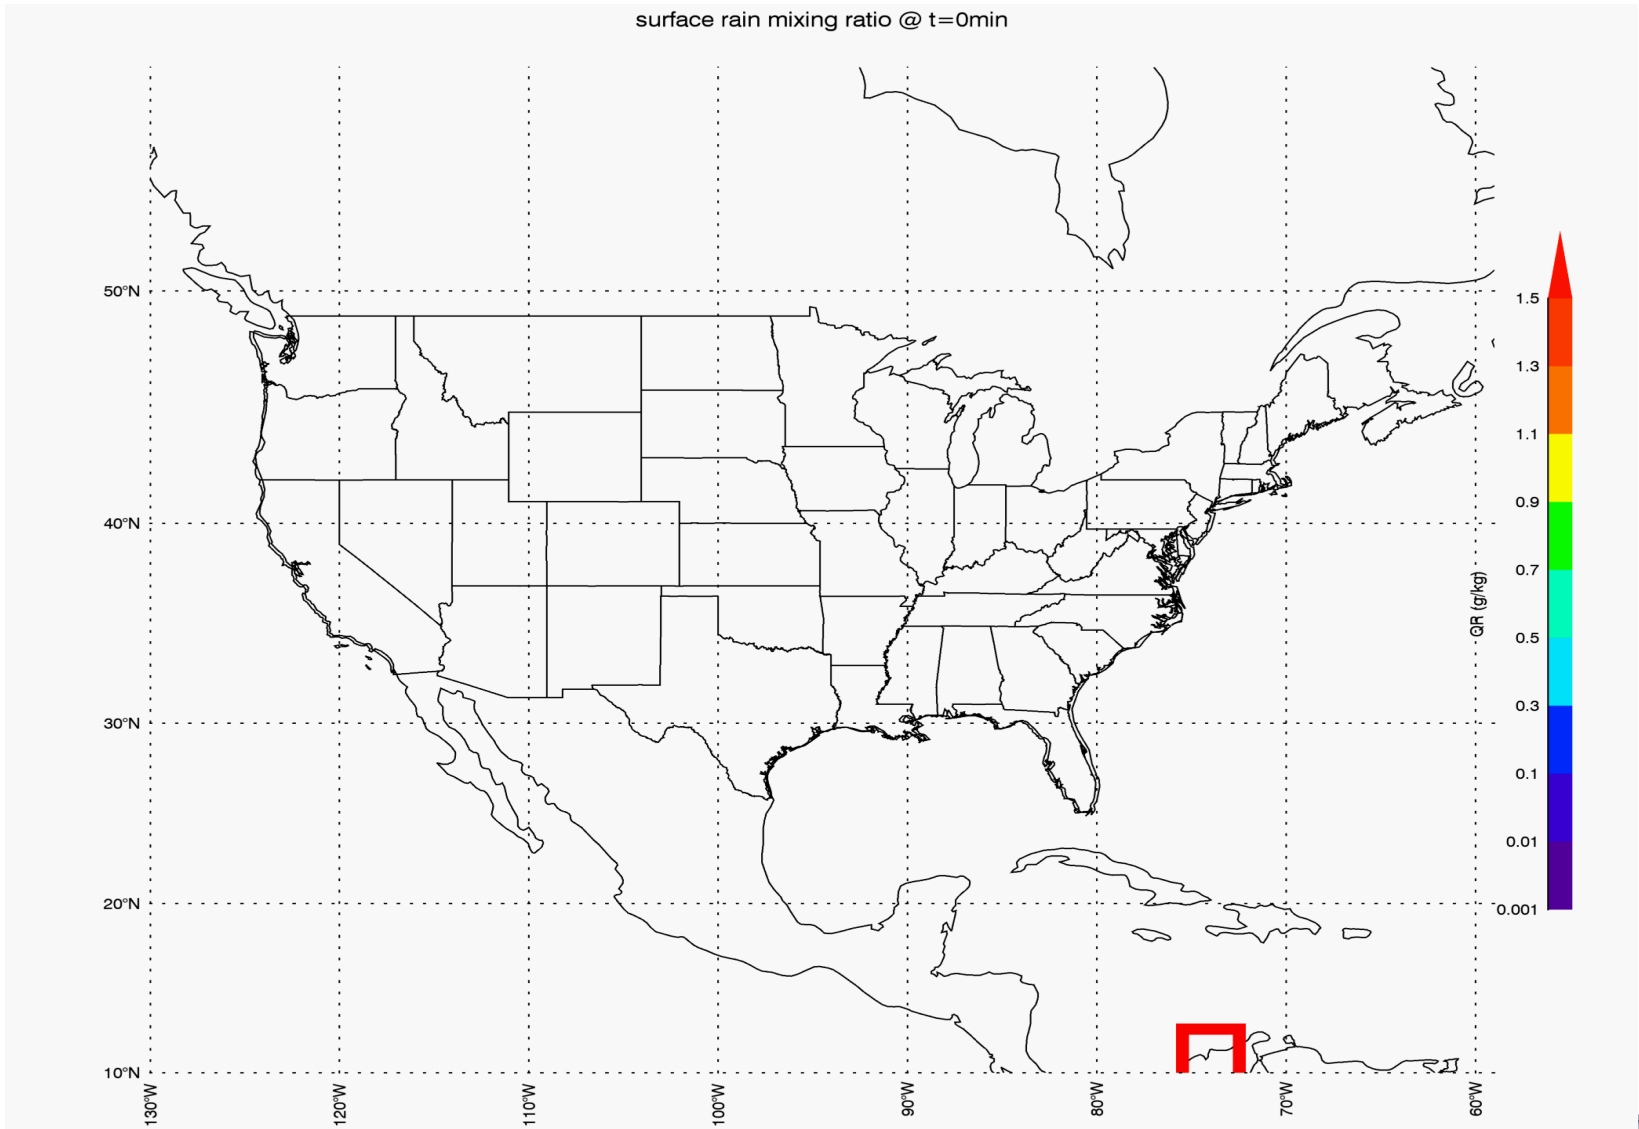 surface rain mixing ratio @ t=0min
50°N
40°N
30°N
20°N
10°N
130°W
120°W
110°W
100°W
90°W
80°W
70°W
60°W
1.5
1.3
1.1
0.9
0.7
0.5
0.3
0.1
0.01
0.001
QR (g/kg)